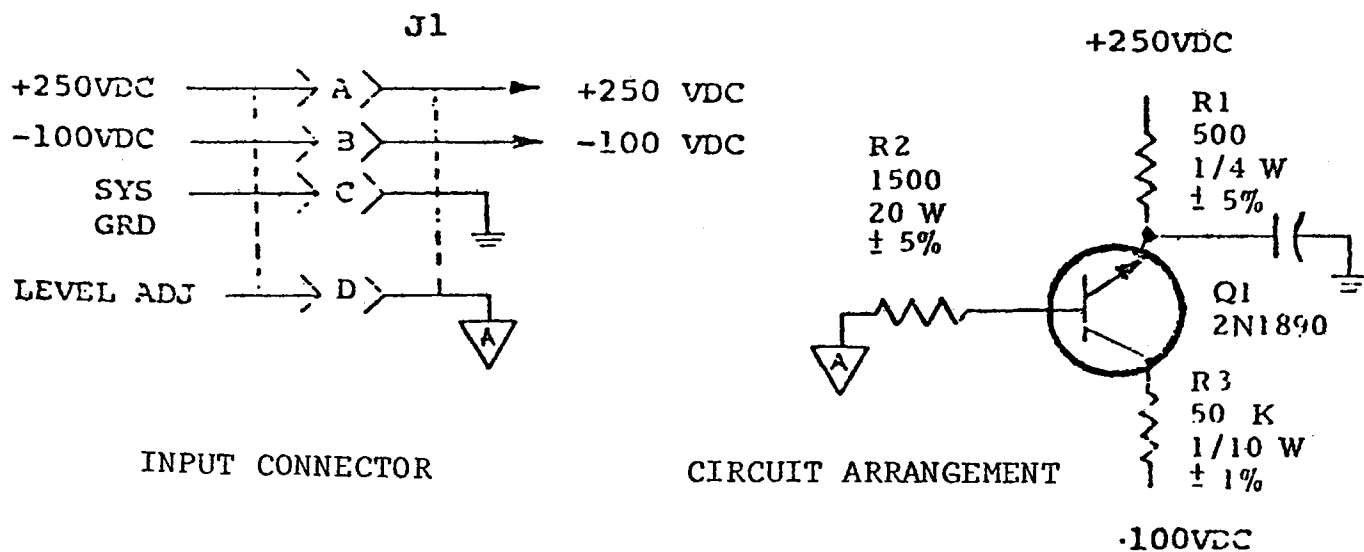 J1
+250VDC
A
+250 VDC
-100VDC
B
-100 VDC
SYS
GRD
C
LEVEL ADJ
D
A
INPUT CONNECTOR
+250VDC
R1
500
1/4 W
± 5%
R2
1500
20 W
± 5%
Q1
2N1890
A
R3
50 K
1/10 W
± 1%
CIRCUIT ARRANGEMENT
-100VDC